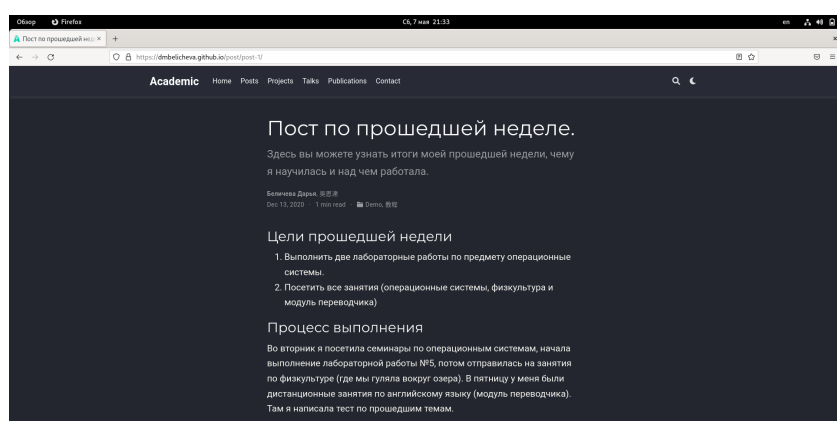 Обзор Firefox Сб, 7 мая 21:33 en
Пост по прошедшей нед
https://dmbelicheva.github.io/post/post-1/
Academic Home Posts Projects Talks Publications Contact
Пост по прошедшей неделе.
Здесь вы можете узнать итоги моей прошедшей недели, чему
я научилась и над чем работала.
Беличева Дарья, 吳恩達
Dec 13, 2020 · 1 min read · Demo, 教程
Цели прошедшей недели
1. Выполнить две лабораторные работы по предмету операционные
системы.
2. Посетить все занятия (операционные системы, физкультура и
модуль переводчика)
Процесс выполнения
Во вторник я посетила семинары по операционным системам, начала
выполнение лабораторной работы №5, потом отправилась на занятия
по физкультуре (где мы гуляла вокруг озера). В пятницу у меня были
дистанционные занятия по английскому языку (модуль переводчика).
Там я написала тест по прошедшим темам.